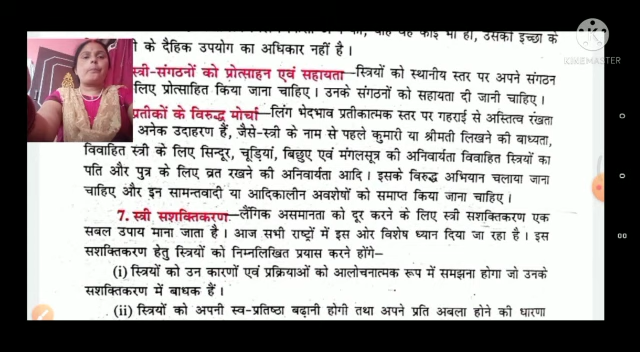 उसकी इच्छा के
के दैहिक उपयोग का अधिकार नहीं है ।
KINEMASTER
स्त्री-संगठनों को प्रोत्साहन एवं सहायता—स्त्रियों को स्थानीय स्तर पर अपने संगठन
लिए प्रोत्साहित किया जाना चाहिए । उनके संगठनों को सहायता दी जानी चाहिए ।
प्रतीकों के विरुद्ध मोर्चा—लिंग भेदभाव प्रतीकात्मक स्तर पर गहराई से अस्तित्व रखता
अनेक उदाहरण हैं, जैसे-स्त्री के नाम से पहले कुमारी या श्रीमती लिखने की बाध्यता,
विवाहित स्त्री के लिए सिन्दूर, चूड़ियां, बिछुए एवं मंगलसूत्र की अनिवार्यता विवाहित स्त्रियों का
पति और पुत्र के लिए व्रत रखने की अनिवार्यता आदि । इसके विरुद्ध अभियान चलाया जाना
चाहिए और इन सामन्तवादी या आदिकालीन अवशेषों को समाप्त किया जाना चाहिए ।
7. स्त्री सशक्तिकरण—लैंगिक असमानता को दूर करने के लिए स्त्री सशक्तिकरण एक
सबल उपाय माना जाता है । आज सभी राष्ट्रों में इस ओर विशेष ध्यान दिया जा रहा है । इस
सशक्तिकरण हेतु स्त्रियों को निम्नलिखित प्रयास करने होंगे—
(i) स्त्रियों को उन कारणों एवं प्रक्रियाओं को आलोचनात्मक रूप में समझना होगा जो उनके
सशक्तिकरण में बाधक हैं ।
(ii) स्त्रियों को अपनी स्व-प्रतिष्ठा बढ़ानी होगी तथा अपने प्रति अबला होने की धारणा